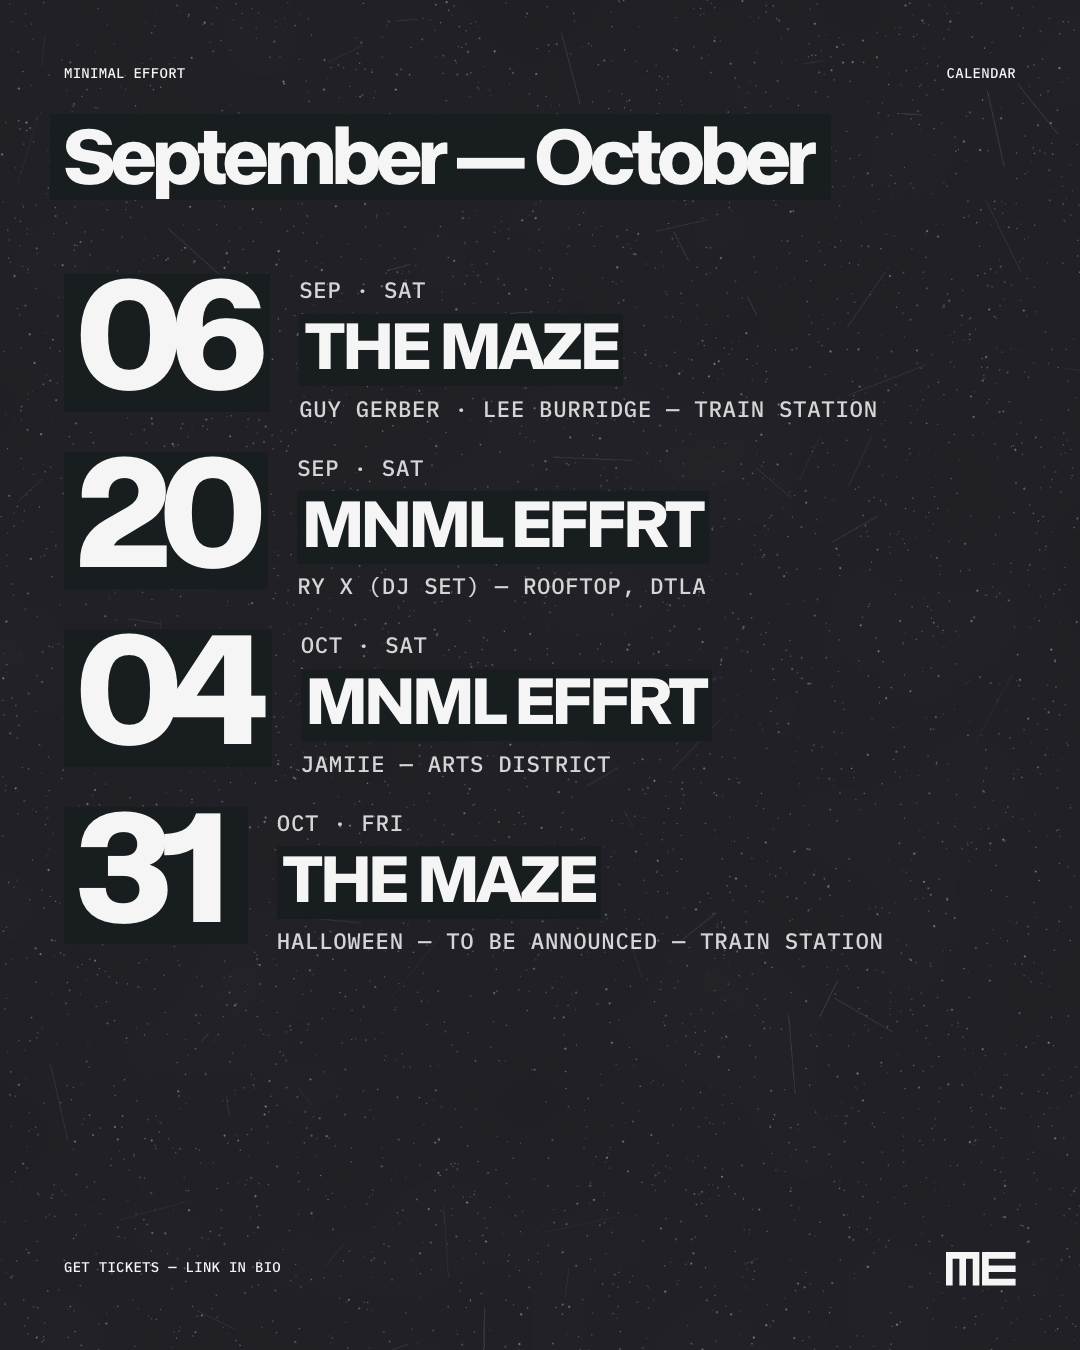 MINIMAL EFFORT
CALENDAR
September — October
06
SEP · SAT
THE MAZE
GUY GERBER · LEE BURRIDGE — TRAIN STATION
20
SEP · SAT
MNML EFFRT
RY X (DJ SET) — ROOFTOP, DTLA
04
OCT · SAT
MNML EFFRT
JAMIIE — ARTS DISTRICT
31
OCT · FRI
THE MAZE
HALLOWEEN — TO BE ANNOUNCED — TRAIN STATION
GET TICKETS — LINK IN BIO
ME